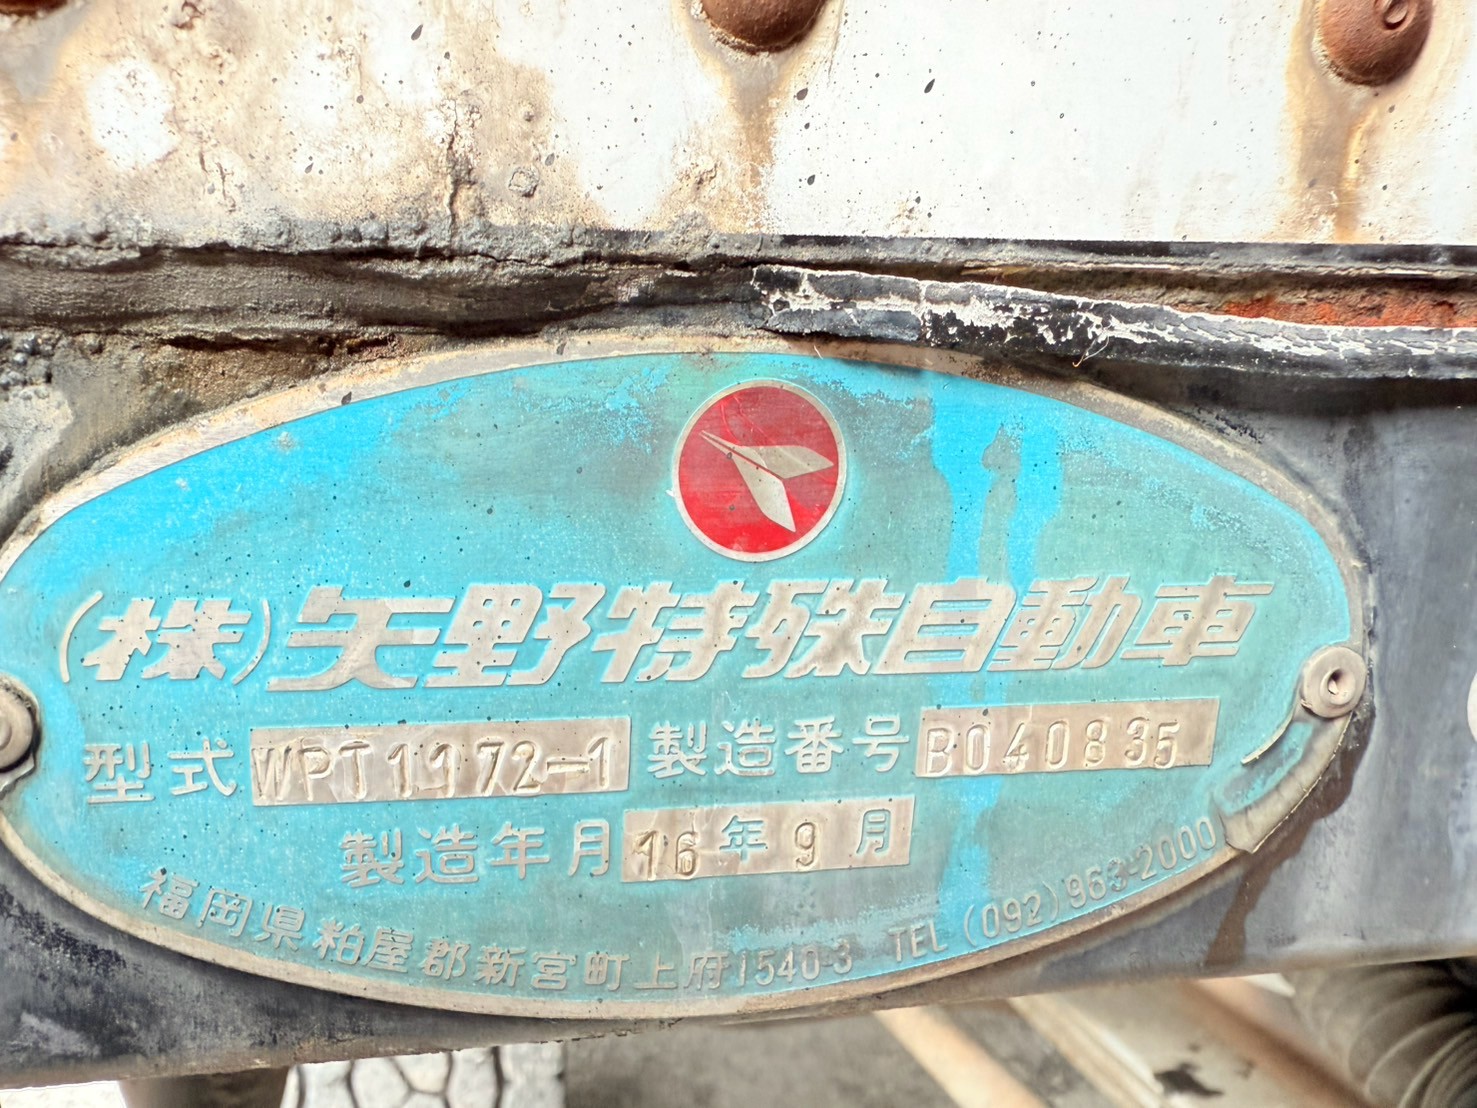 (株)矢野特殊自動車
型式 WPT1972-1 製造番号 B040835
製造年月 16年 9月
福岡県粕屋郡新宮町上府1540-3 TEL (092)963-2000